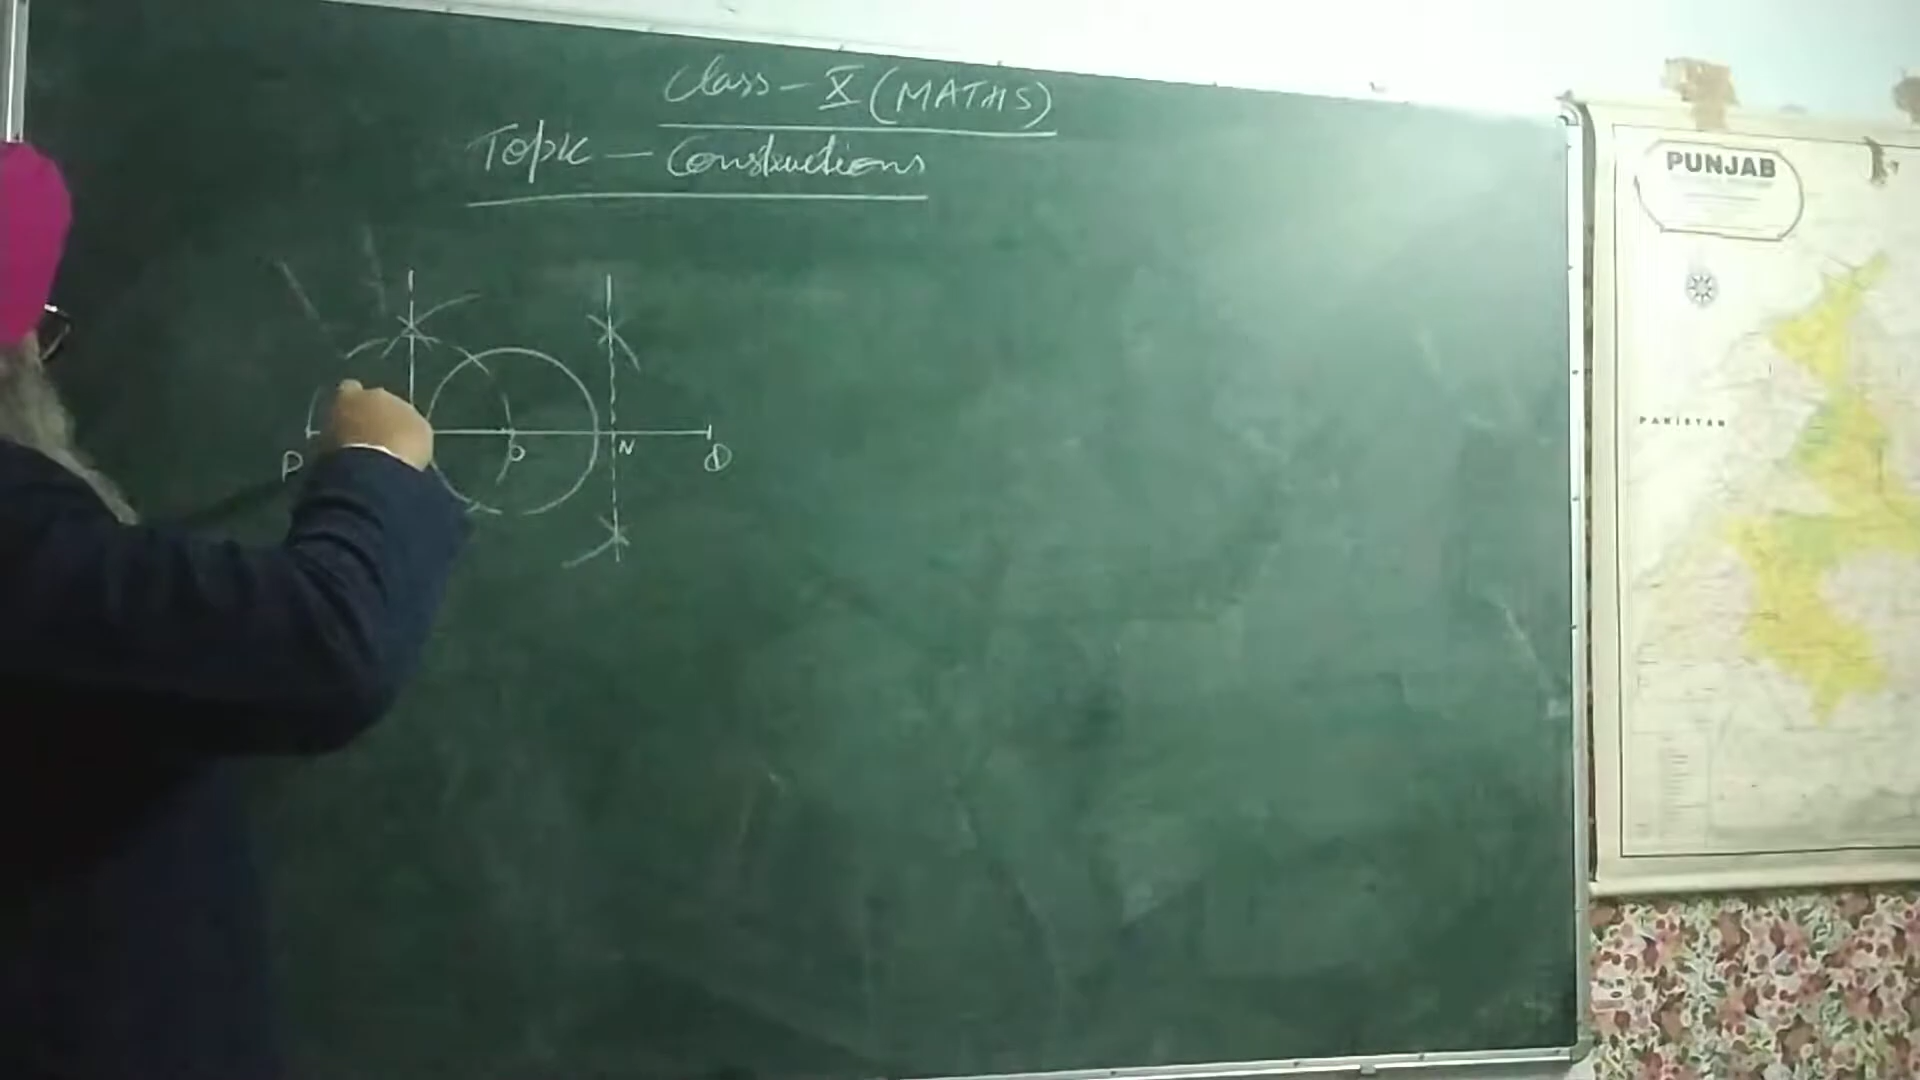 Class - X (MATHS)
Topic - Constructions
P
O
N
Q
PUNJAB
PAKISTAN